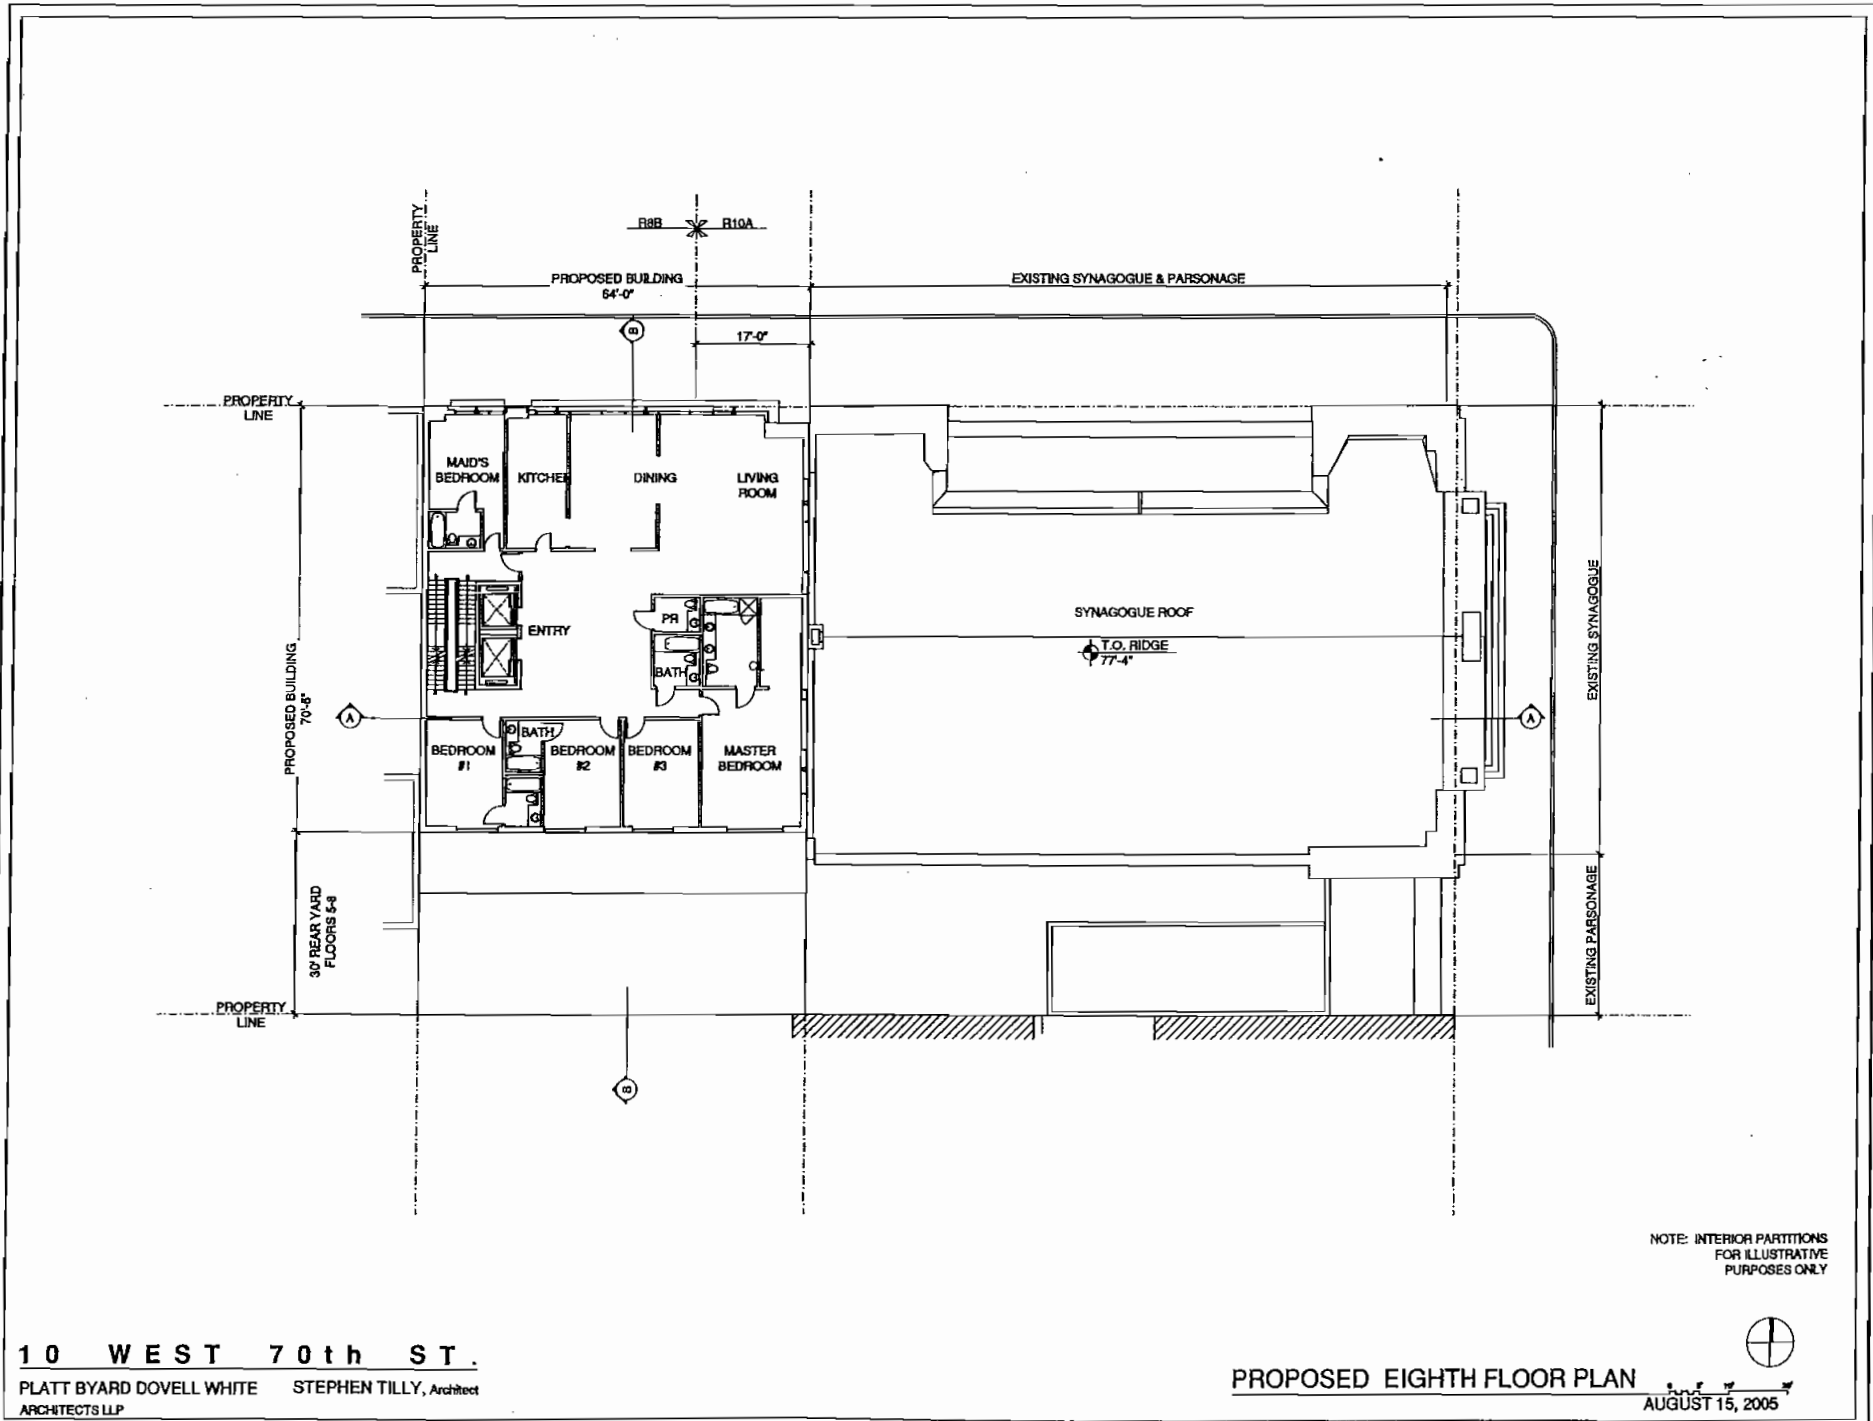 R8B
R10A
PROPERTY
LINE
PROPOSED BUILDING
64'-0"
EXISTING SYNAGOGUE & PARSONAGE
B
17'-0"
PROPERTY
LINE
MAID'S
BEDROOM
KITCHEN
DINING
LIVING
ROOM
ENTRY
PR
BATH
SYNAGOGUE ROOF
T.O. RIDGE
77'-4"
EXISTING SYNAGOGUE
PROPOSED BUILDING
70'-6"
A
A
BEDROOM
#1
BATH
BEDROOM
#2
BEDROOM
#3
MASTER
BEDROOM
30' REAR YARD
FLOORS 5-8
EXISTING PARSONAGE
PROPERTY
LINE
B
NOTE: INTERIOR PARTITIONS
FOR ILLUSTRATIVE
PURPOSES ONLY
10 WEST 70th ST.
PLATT BYARD DOVELL WHITE STEPHEN TILLY, Architect
ARCHITECTS LLP
PROPOSED EIGHTH FLOOR PLAN
AUGUST 15, 2005